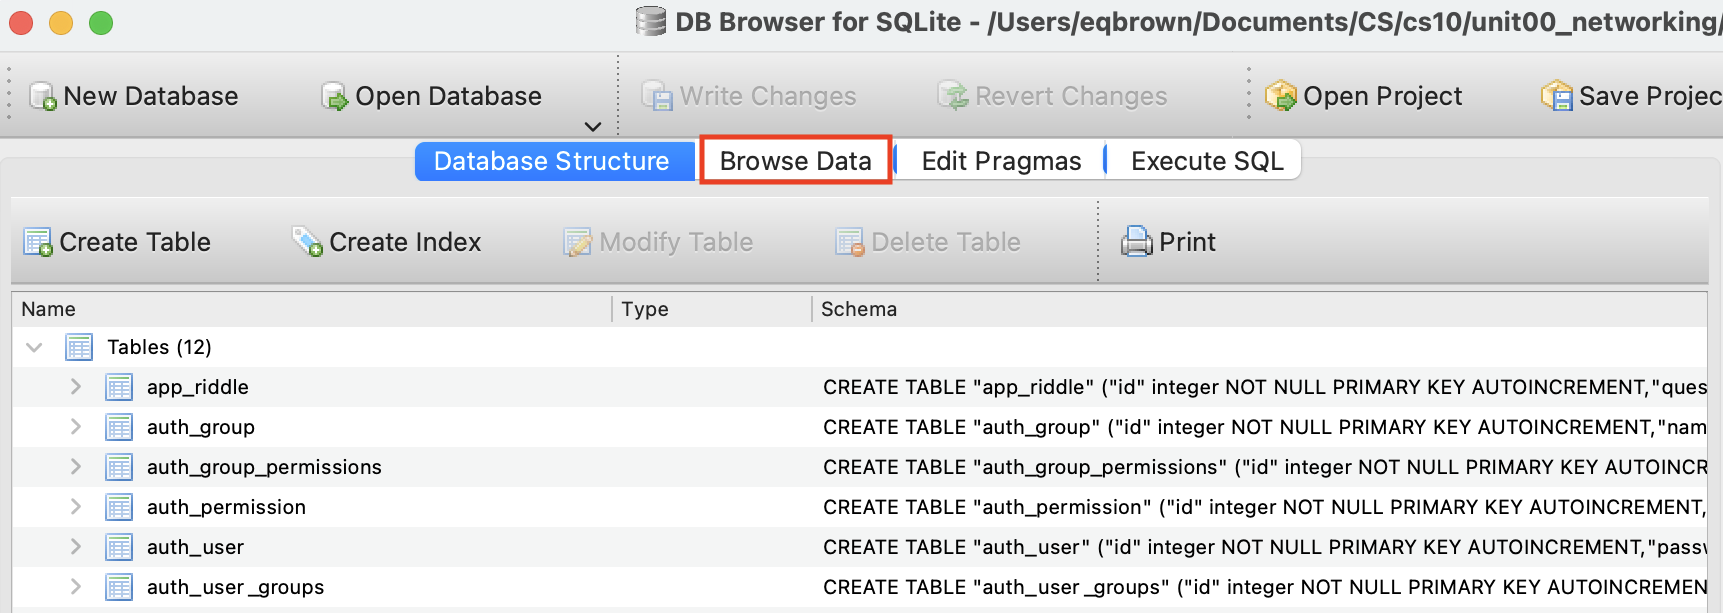 DB Browser for SQLite - /Users/eqbrown/Documents/CS/cs10/unit00_networking/
New Database Open Database Write Changes Revert Changes Open Project Save Projec
Database Structure Browse Data Edit Pragmas Execute SQL
Create Table Create Index Modify Table Delete Table Print
Name Type Schema
Tables (12)
app_riddle CREATE TABLE "app_riddle" ("id" integer NOT NULL PRIMARY KEY AUTOINCREMENT,"ques
auth_group CREATE TABLE "auth_group" ("id" integer NOT NULL PRIMARY KEY AUTOINCREMENT,"nam
auth_group_permissions CREATE TABLE "auth_group_permissions" ("id" integer NOT NULL PRIMARY KEY AUTOINCR
auth_permission CREATE TABLE "auth_permission" ("id" integer NOT NULL PRIMARY KEY AUTOINCREMENT,
auth_user CREATE TABLE "auth_user" ("id" integer NOT NULL PRIMARY KEY AUTOINCREMENT,"passw
auth_user_groups CREATE TABLE "auth_user_groups" ("id" integer NOT NULL PRIMARY KEY AUTOINCREMEN